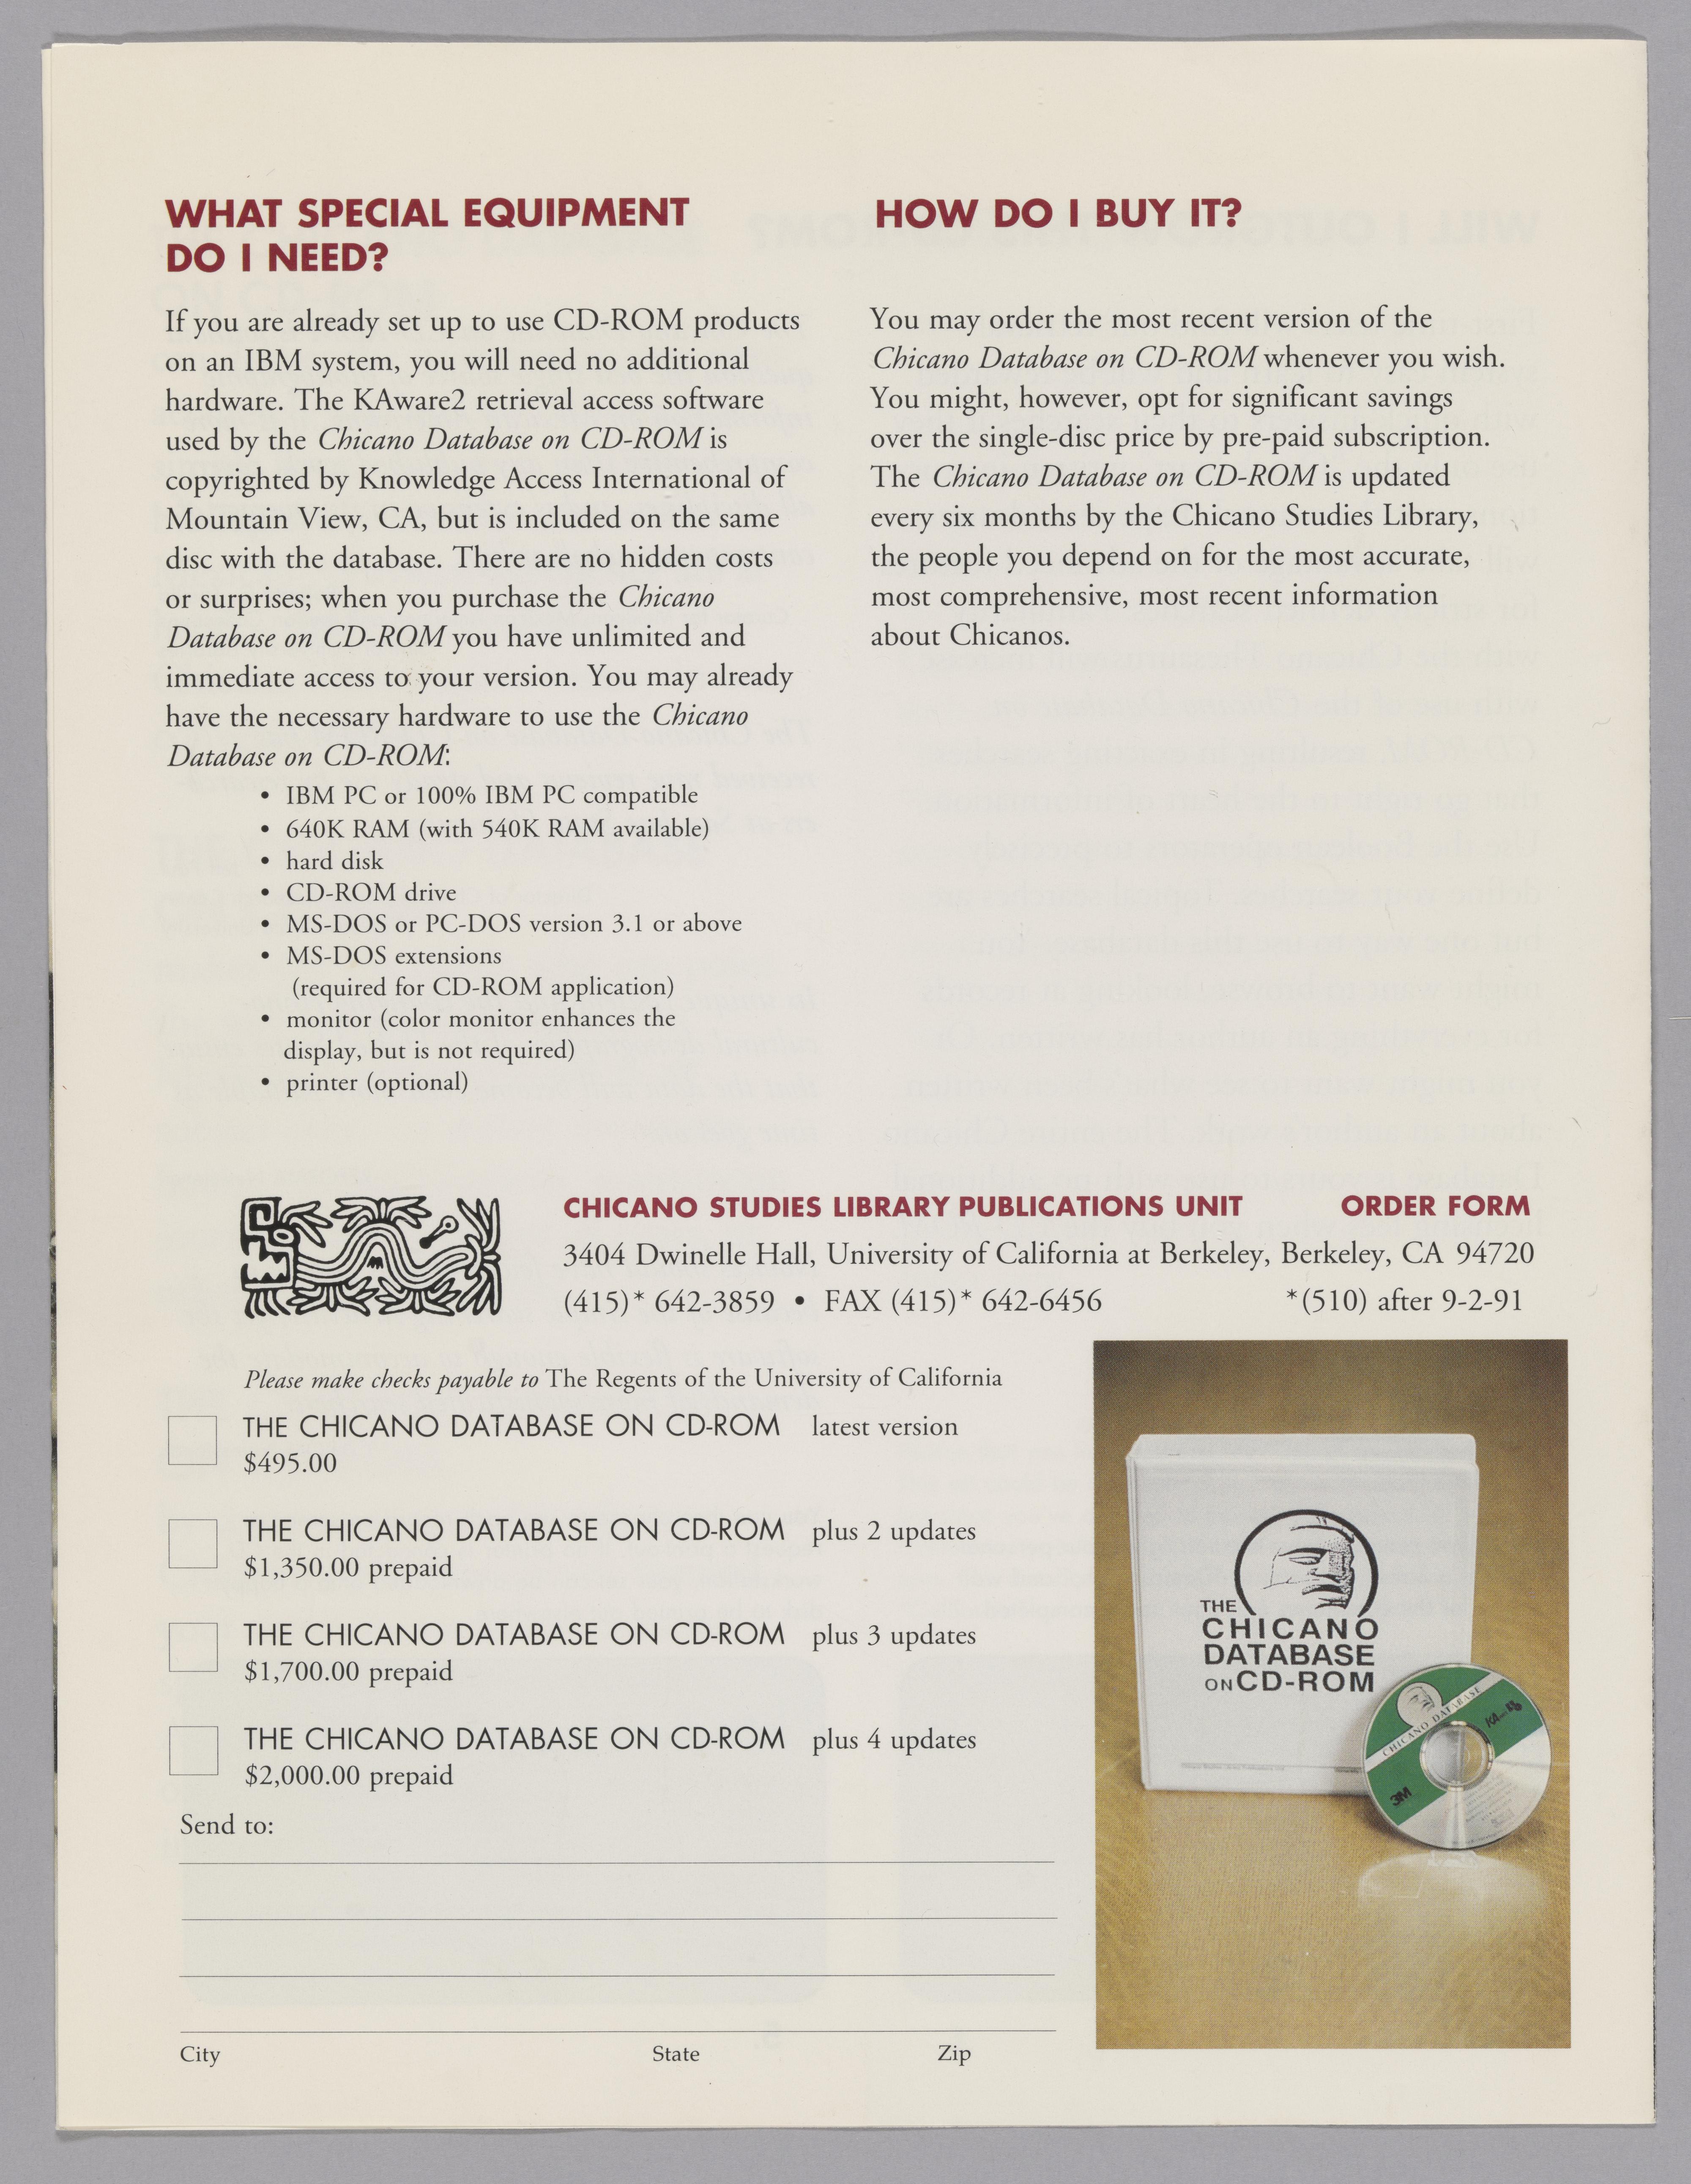 WHAT SPECIAL EQUIPMENT
DO I NEED?
If you are already set up to use CD-ROM products
on an IBM system, you will need no additional
hardware. The KAware2 retrieval access software
used by the Chicano Database on CD-ROM is
copyrighted by Knowledge Access International of
Mountain View, CA, but is included on the same
disc with the database. There are no hidden costs
or surprises; when you purchase the Chicano
Database on CD-ROM you have unlimited and
immediate access to your version. You may already
have the necessary hardware to use the Chicano
Database on CD-ROM:
• IBM PC or 100% IBM PC compatible
• 640K RAM (with 540K RAM available)
• hard disk
• CD-ROM drive
• MS-DOS or PC-DOS version 3.1 or above
• MS-DOS extensions
(required for CD-ROM application)
• monitor (color monitor enhances the
display, but is not required)
• printer (optional)
HOW DO I BUY IT?
You may order the most recent version of the
Chicano Database on CD-ROM whenever you wish.
You might, however, opt for significant savings
over the single-disc price by pre-paid subscription.
The Chicano Database on CD-ROM is updated
every six months by the Chicano Studies Library,
the people you depend on for the most accurate,
most comprehensive, most recent information
about Chicanos.
CHICANO STUDIES LIBRARY PUBLICATIONS UNIT ORDER FORM
3404 Dwinelle Hall, University of California at Berkeley, Berkeley, CA 94720
(415)* 642-3859 • FAX (415)* 642-6456 *(510) after 9-2-91
Please make checks payable to The Regents of the University of California
THE CHICANO DATABASE ON CD-ROM latest version
$495.00
THE CHICANO DATABASE ON CD-ROM plus 2 updates
$1,350.00 prepaid
THE CHICANO DATABASE ON CD-ROM plus 3 updates
$1,700.00 prepaid
THE CHICANO DATABASE ON CD-ROM plus 4 updates
$2,000.00 prepaid
Send to:
City State Zip
THE
CHICANO
DATABASE
ON CD-ROM
CHICANO DATABASE
3M